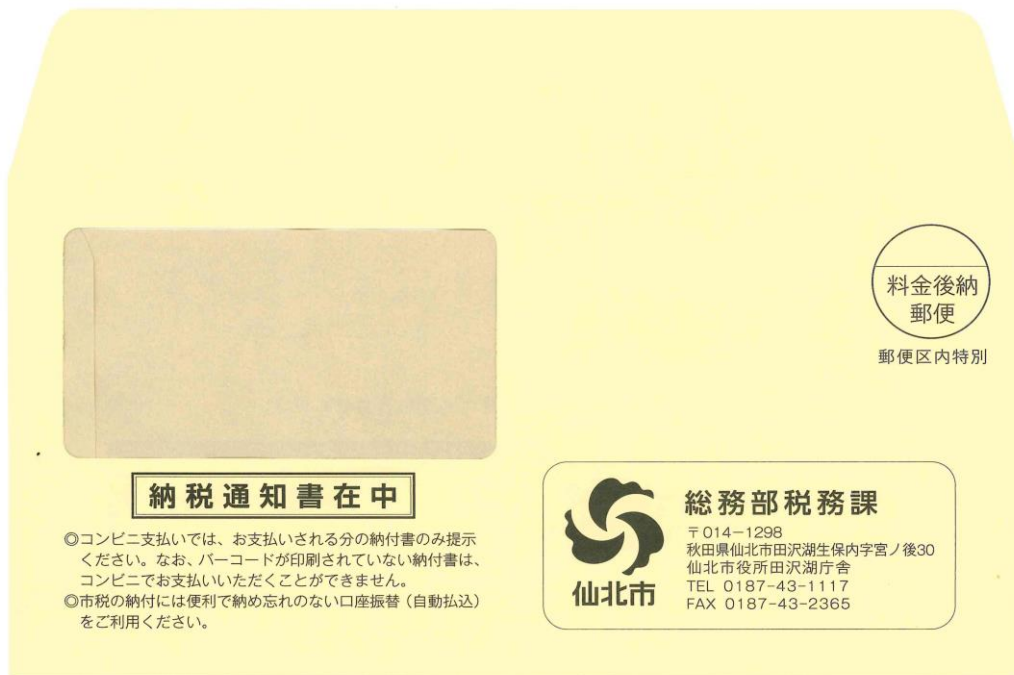 料金後納
郵便
郵便区内特別
納税通知書在中
◎コンビニ支払いでは、お支払いされる分の納付書のみ提示
ください。なお、バーコードが印刷されていない納付書は、
コンビニでお支払いいただくことができません。
◎市税の納付には便利で納め忘れのない口座振替（自動払込）
をご利用ください。
仙北市
総務部税務課
〒014-1298
秋田県仙北市田沢湖生保内字宮ノ後30
仙北市役所田沢湖庁舎
TEL 0187-43-1117
FAX 0187-43-2365